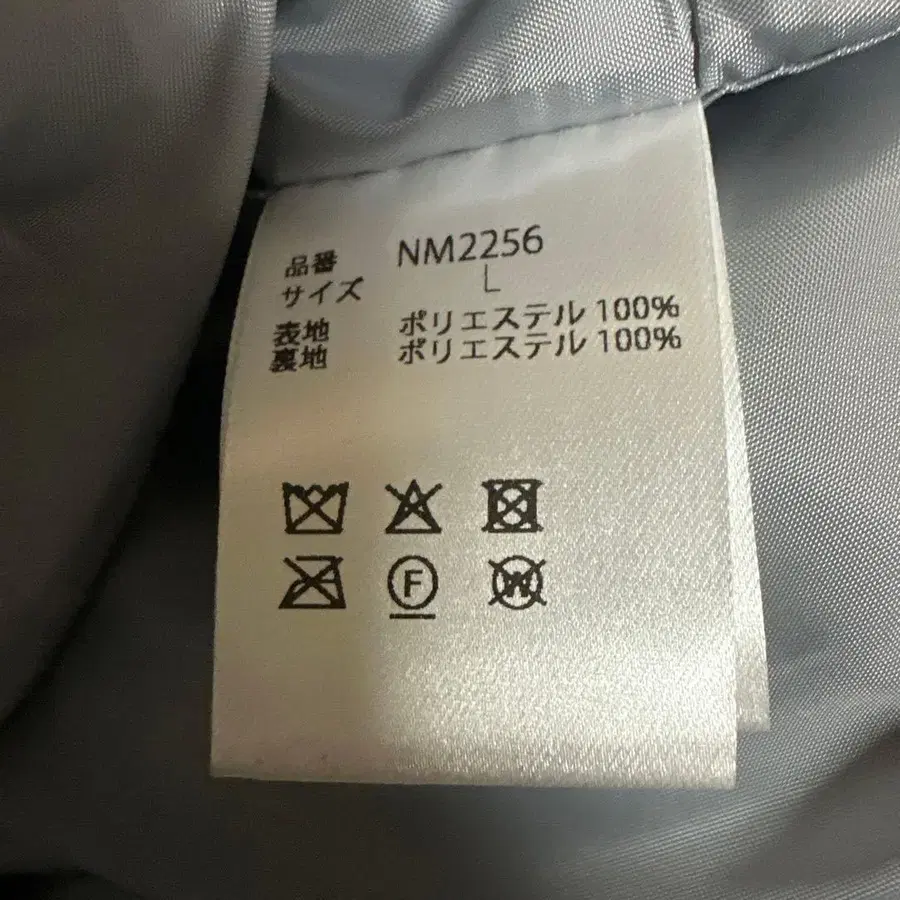 品番 NM2256
サイズ L
表地 ポリエステル 100%
裏地 ポリエステル 100%
F W